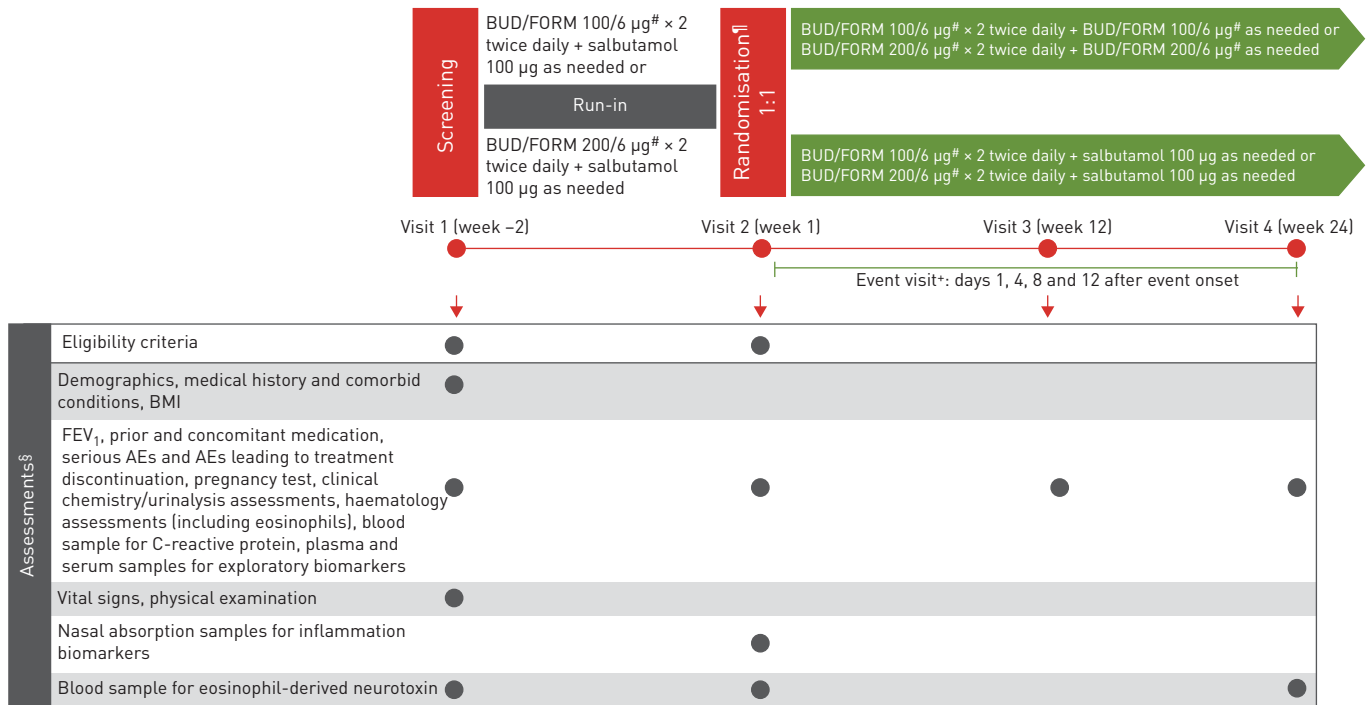 Screening
BUD/FORM 100/6 µg# × 2
twice daily + salbutamol
100 µg as needed or
Run-in
BUD/FORM 200/6 µg# × 2
twice daily + salbutamol
100 µg as needed
Randomisation¶
1:1
BUD/FORM 100/6 µg# × 2 twice daily + BUD/FORM 100/6 µg# as needed or
BUD/FORM 200/6 µg# × 2 twice daily + BUD/FORM 200/6 µg# as needed
BUD/FORM 100/6 µg# × 2 twice daily + salbutamol 100 µg as needed or
BUD/FORM 200/6 µg# × 2 twice daily + salbutamol 100 µg as needed
Visit 1 (week –2)
Visit 2 (week 1)
Visit 3 (week 12)
Visit 4 (week 24)
Event visit+: days 1, 4, 8 and 12 after event onset
Assessments§
Eligibility criteria
Demographics, medical history and comorbid
conditions, BMI
FEV1, prior and concomitant medication,
serious AEs and AEs leading to treatment
discontinuation, pregnancy test, clinical
chemistry/urinalysis assessments, haematology
assessments (including eosinophils), blood
sample for C-reactive protein, plasma and
serum samples for exploratory biomarkers
Vital signs, physical examination
Nasal absorption samples for inflammation
biomarkers
Blood sample for eosinophil-derived neurotoxin